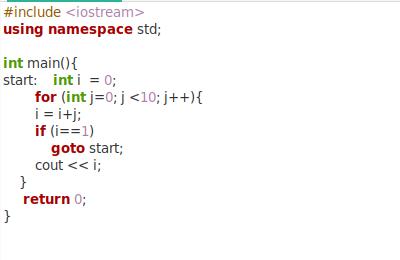 #include <iostream>
using namespace std;

int main(){
start:    int i  = 0;
        for (int j=0; j <10; j++){
        i = i+j;
        if (i==1)
            goto start;
        cout << i;
    }
     return 0;
}